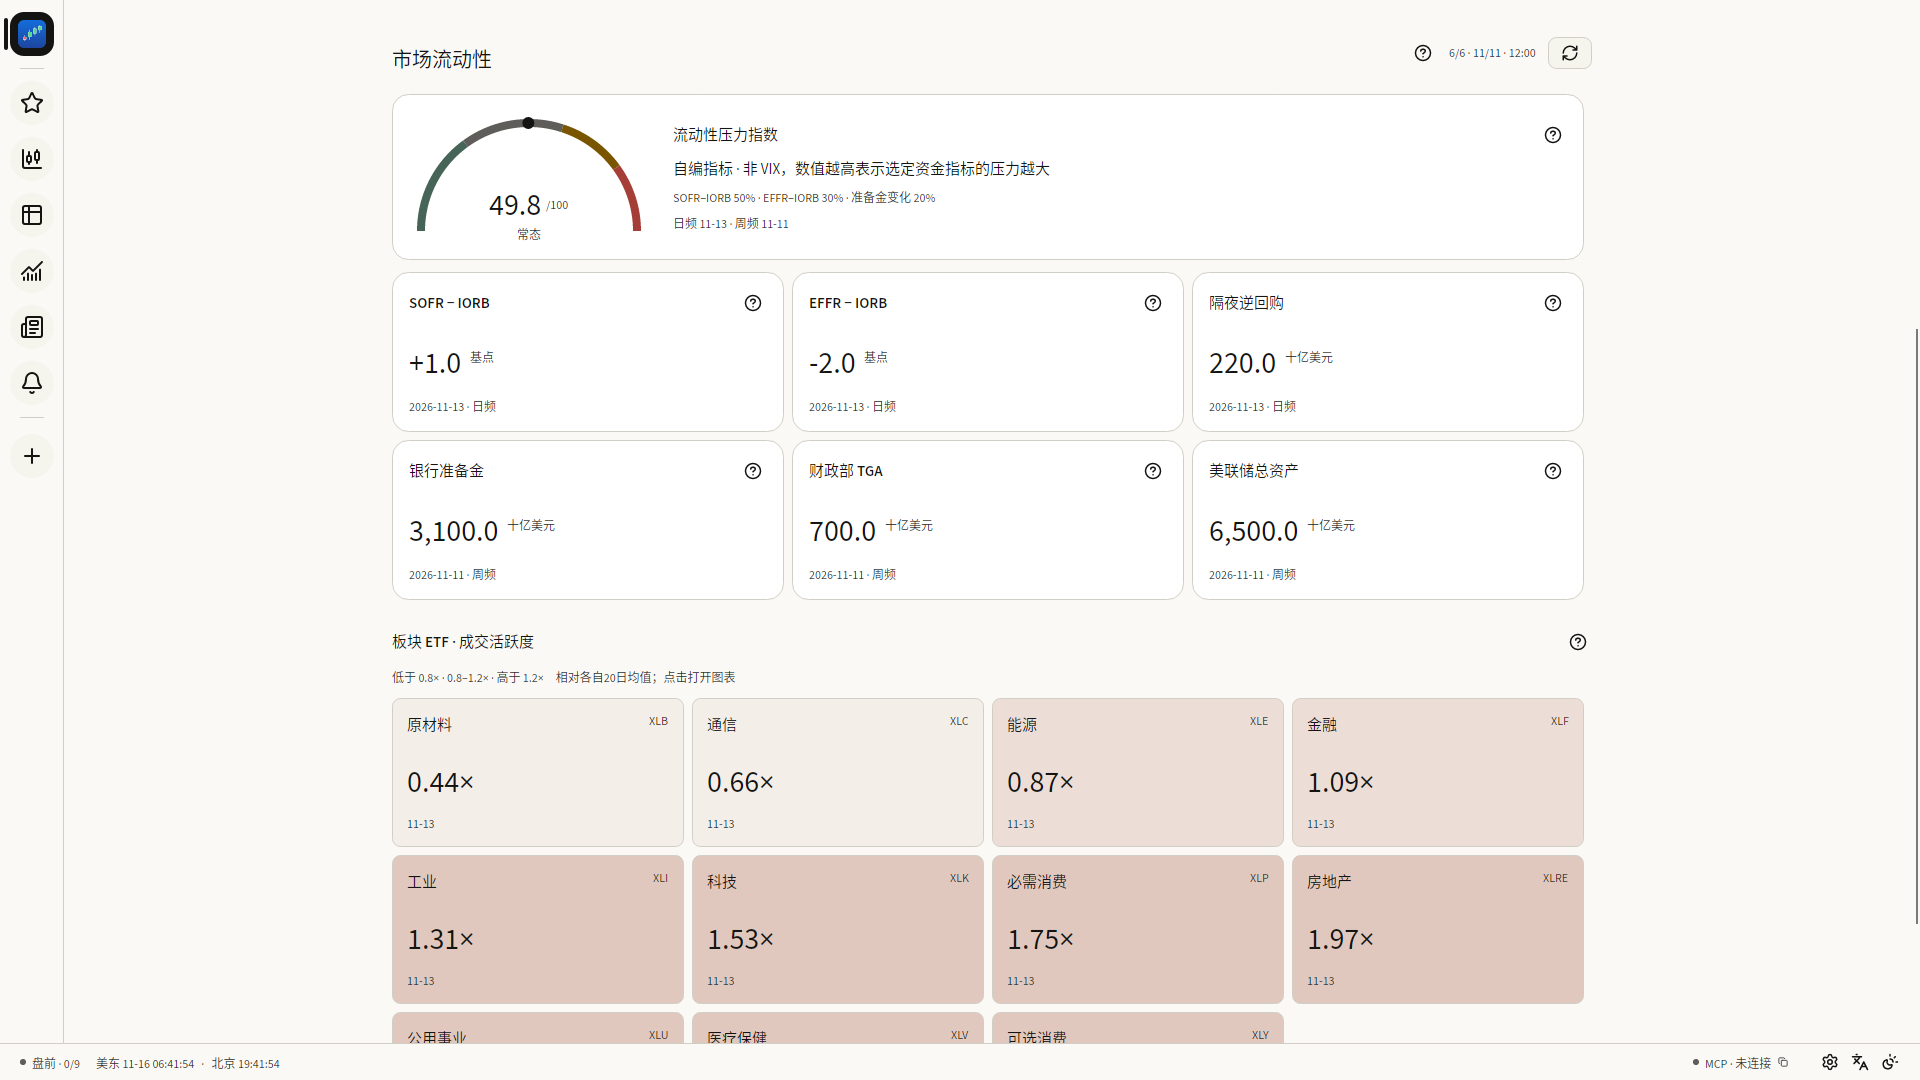 市场流动性
6/6 · 11/11 · 12:00
49.8 /100
常态
流动性压力指数
自编指标 · 非 VIX，数值越高表示选定资金指标的压力越大
SOFR−IORB 50% · EFFR−IORB 30% · 准备金变化 20%
日频 11-13 · 周频 11-11
SOFR − IORB
+1.0 基点
2026-11-13 · 日频
EFFR − IORB
-2.0 基点
2026-11-13 · 日频
隔夜逆回购
220.0 十亿美元
2026-11-13 · 日频
银行准备金
3,100.0 十亿美元
2026-11-11 · 周频
财政部 TGA
700.0 十亿美元
2026-11-11 · 周频
美联储总资产
6,500.0 十亿美元
2026-11-11 · 周频
板块 ETF · 成交活跃度
低于 0.8× · 0.8–1.2× · 高于 1.2× 相对各自20日均值；点击打开图表
原材料 XLB
0.44×
11-13
通信 XLC
0.66×
11-13
能源 XLE
0.87×
11-13
金融 XLF
1.09×
11-13
工业 XLI
1.31×
11-13
科技 XLK
1.53×
11-13
必需消费 XLP
1.75×
11-13
房地产 XLRE
1.97×
11-13
公用事业 XLU
医疗保健 XLV
可选消费 XLY
盘前 · 0/9 美东 11-16 06:41:54 · 北京 19:41:54
MCP · 未连接